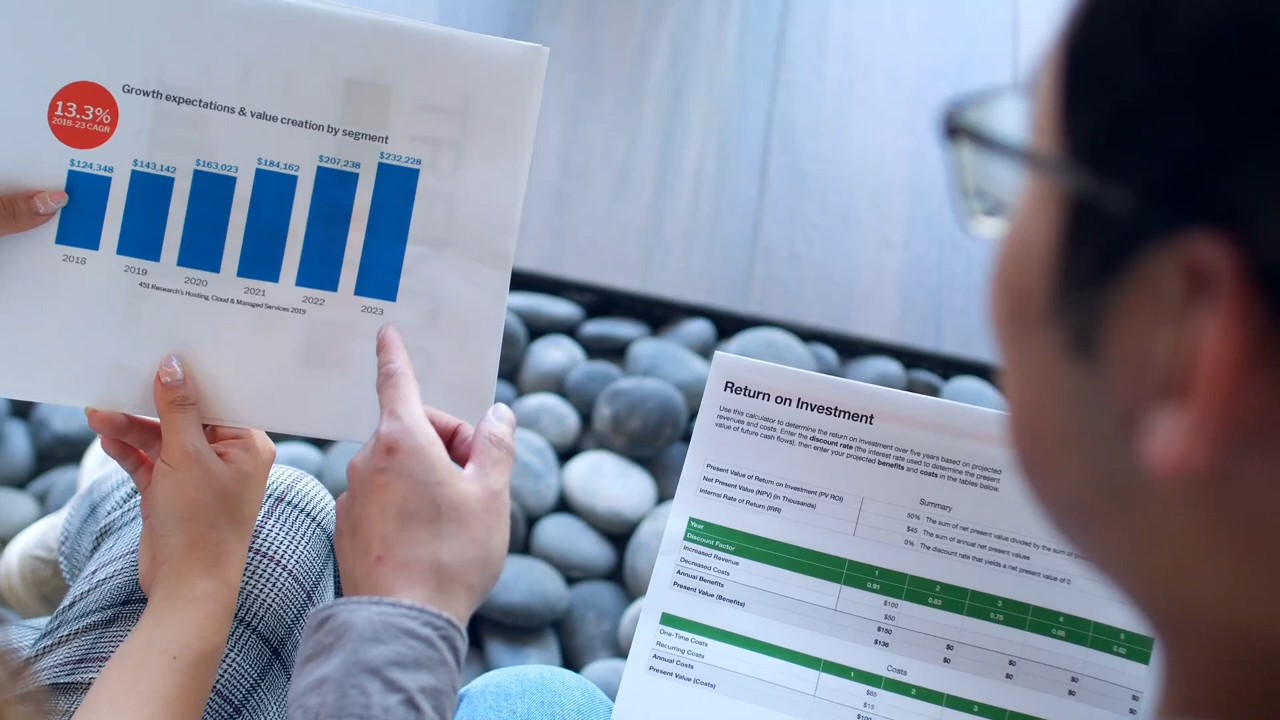 Growth expectations & value creation by segment
13.3%
2018-23 CAGR
$124,348
$143,142
$163,023
$184,162
$207,238
$232,228
2018
2019
2020
2021
2022
2023
451 Research's Hosting, Cloud & Managed Services 2019
Return on Investment
Use this calculator to determine the return on investment over five years based on projected
revenues and costs. Enter the discount rate (the interest rate used to determine the present
value of future cash flows), then enter your projected benefits and costs in the tables below.
Summary
Present Value of Return on Investment (PV ROI) 50% The sum of net present value divided by the sum of
Net Present Value (NPV) (in Thousands) $45 The sum of annual net present values
Internal Rate of Return (IRR) 0% The discount rate that yields a net present value of 0
Year 1 2 3 4 5
Discount Factor 0.91 0.83 0.75 0.68 0.62
Increased Revenue $100
Decreased Costs $50
Annual Benefits $150 $0 $0 $0 $0
Present Value (Benefits) $136 $0 $0 $0 $0
Costs
1 2 3
One-Time Costs $85
Recurring Costs $15
Annual Costs $100
Present Value (Costs)